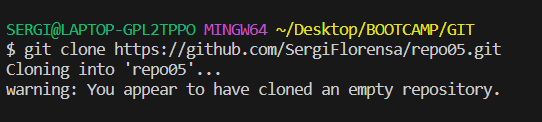 SERGI@LAPTOP-GPL2TPPO MINGW64 ~/Desktop/BOOTCAMP/GIT
$ git clone https://github.com/SergiFlorensa/repo05.git
Cloning into 'repo05'...
warning: You appear to have cloned an empty repository.